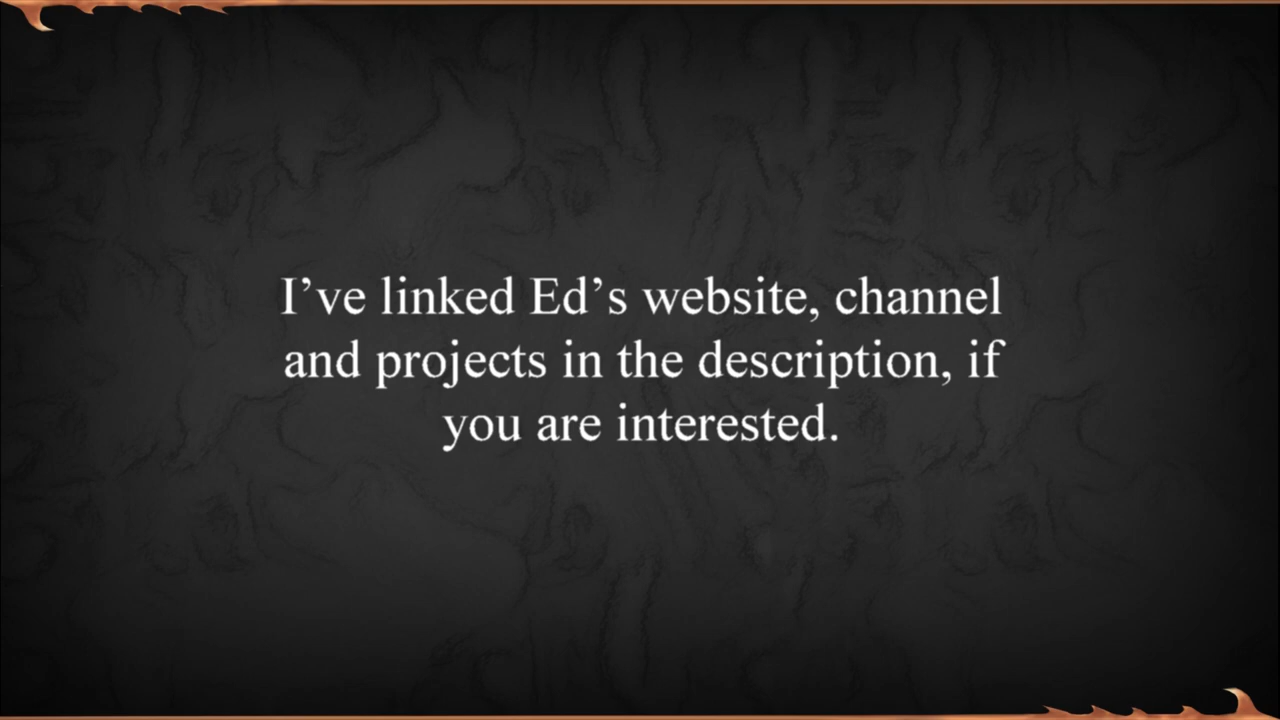 I’ve linked Ed’s website, channel
and projects in the description, if
you are interested.